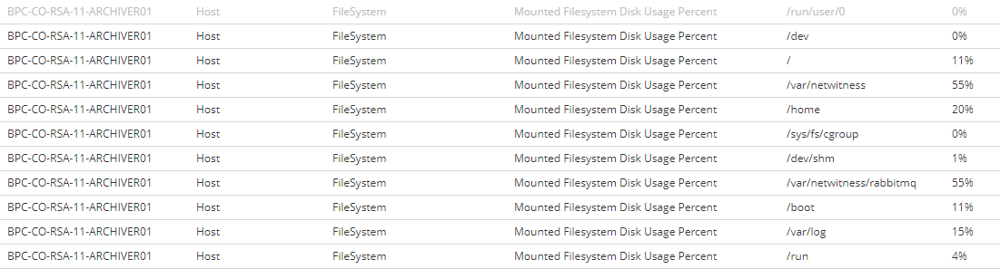 BPC-CO-RSA-11-ARCHIVER01 Host FileSystem Mounted Filesystem Disk Usage Percent /run/user/0 0%
BPC-CO-RSA-11-ARCHIVER01 Host FileSystem Mounted Filesystem Disk Usage Percent /dev 0%
BPC-CO-RSA-11-ARCHIVER01 Host FileSystem Mounted Filesystem Disk Usage Percent / 11%
BPC-CO-RSA-11-ARCHIVER01 Host FileSystem Mounted Filesystem Disk Usage Percent /var/netwitness 55%
BPC-CO-RSA-11-ARCHIVER01 Host FileSystem Mounted Filesystem Disk Usage Percent /home 20%
BPC-CO-RSA-11-ARCHIVER01 Host FileSystem Mounted Filesystem Disk Usage Percent /sys/fs/cgroup 0%
BPC-CO-RSA-11-ARCHIVER01 Host FileSystem Mounted Filesystem Disk Usage Percent /dev/shm 1%
BPC-CO-RSA-11-ARCHIVER01 Host FileSystem Mounted Filesystem Disk Usage Percent /var/netwitness/rabbitmq 55%
BPC-CO-RSA-11-ARCHIVER01 Host FileSystem Mounted Filesystem Disk Usage Percent /boot 11%
BPC-CO-RSA-11-ARCHIVER01 Host FileSystem Mounted Filesystem Disk Usage Percent /var/log 15%
BPC-CO-RSA-11-ARCHIVER01 Host FileSystem Mounted Filesystem Disk Usage Percent /run 4%